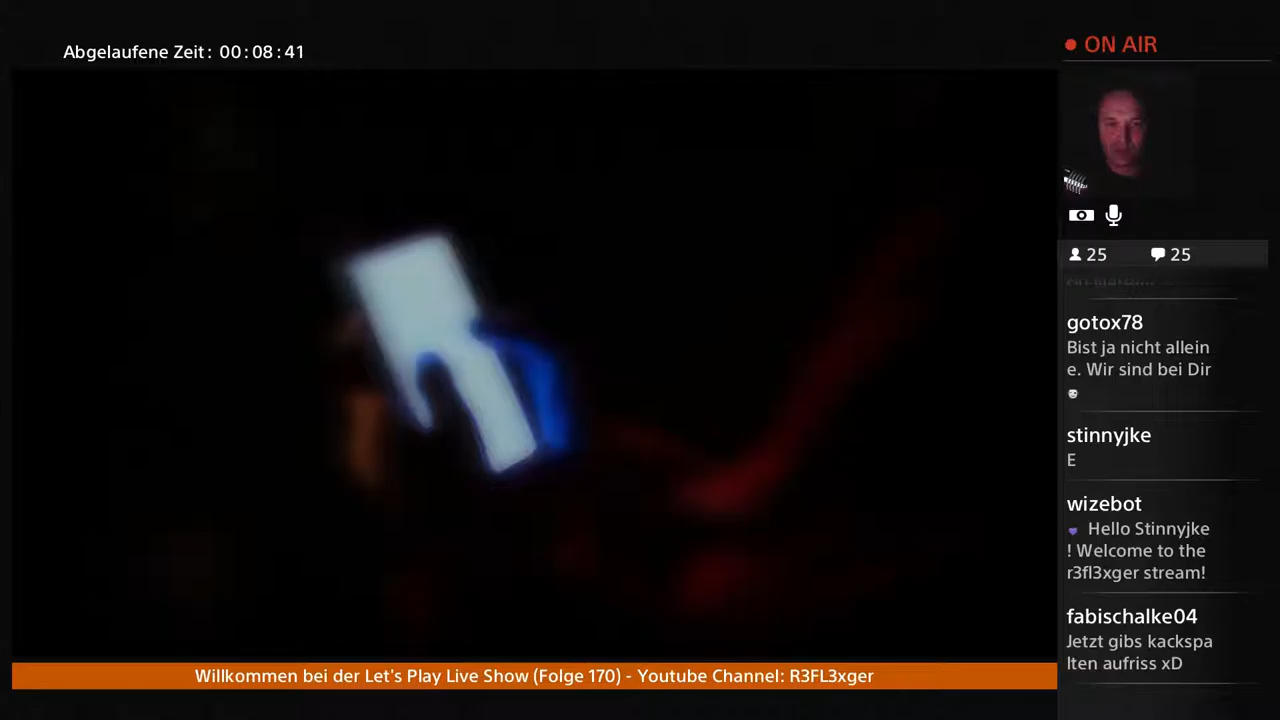 Abgelaufene Zeit: 00:08:41
ON AIR
25 25
gotox78
Bist ja nicht allein
e. Wir sind bei Dir
stinnyjke
E
wizebot
Hello Stinnyjke
! Welcome to the
r3fl3xger stream!
fabischalke04
Jetzt gibs kackspa
lten aufriss xD
Willkommen bei der Let's Play Live Show (Folge 170) - Youtube Channel: R3FL3xger